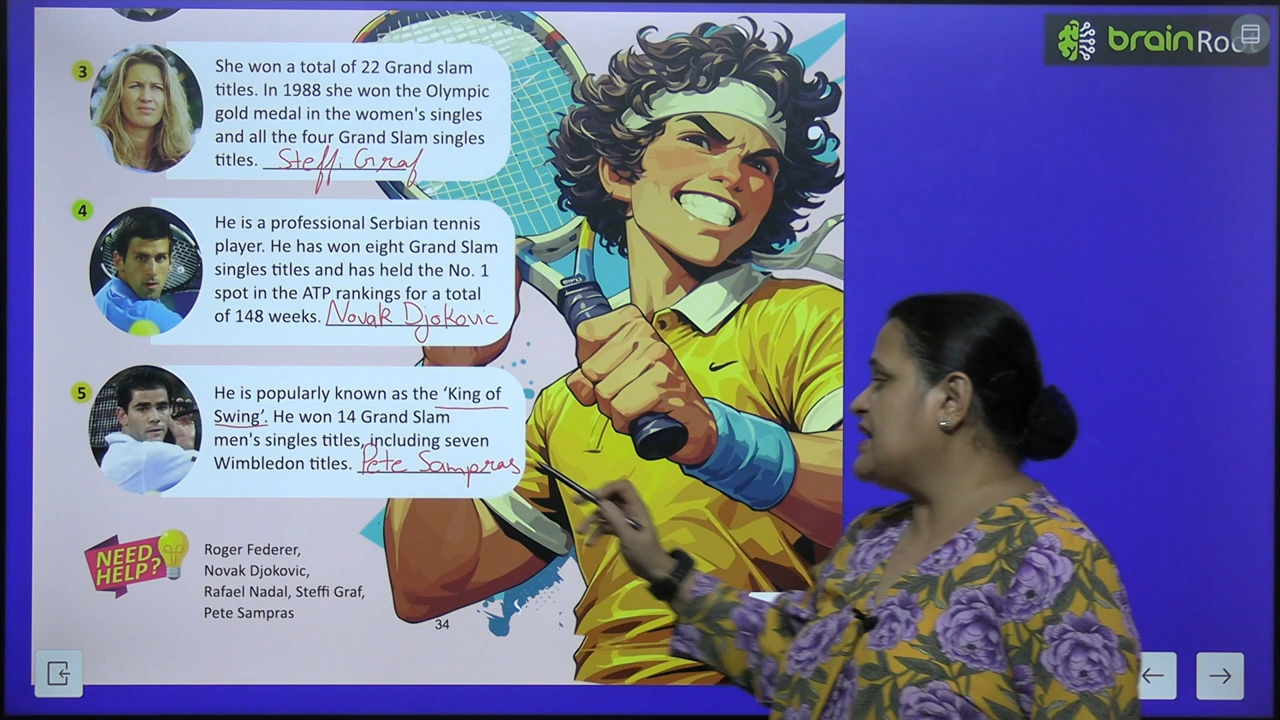 brainRoot
3
She won a total of 22 Grand slam
titles. In 1988 she won the Olympic
gold medal in the women's singles
and all the four Grand Slam singles
titles. Steffi Graf
4
He is a professional Serbian tennis
player. He has won eight Grand Slam
singles titles and has held the No. 1
spot in the ATP rankings for a total
of 148 weeks. Novak Djokovic
5
He is popularly known as the ‘King of
Swing’. He won 14 Grand Slam
men's singles titles, including seven
Wimbledon titles. Pete Sampras
NEED
HELP?
Roger Federer,
Novak Djokovic,
Rafael Nadal, Steffi Graf,
Pete Sampras
34